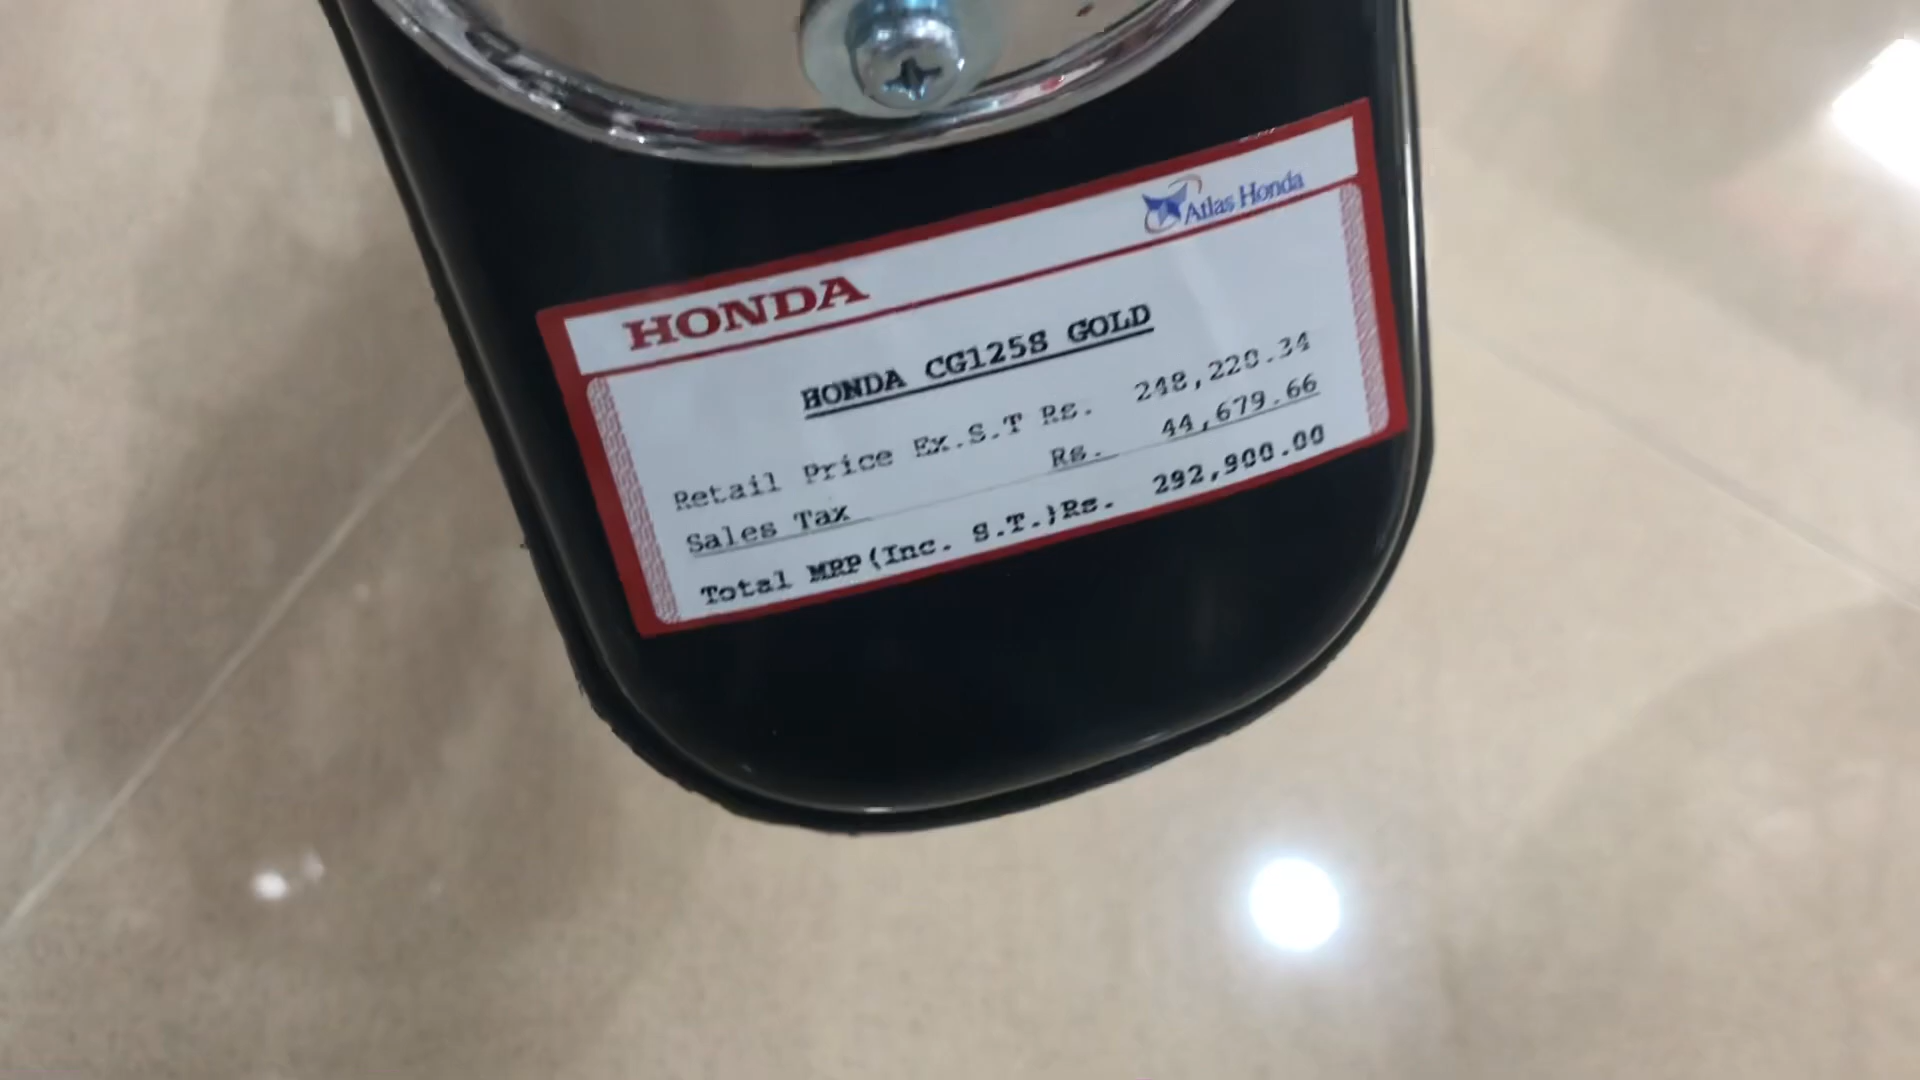 Atlas Honda
HONDA
HONDA CG125S GOLD
Retail Price Ex.S.T Rs. 248,220.34
Sales Tax Rs. 44,679.66
Total MRP(Inc. S.T.)Rs. 292,900.00